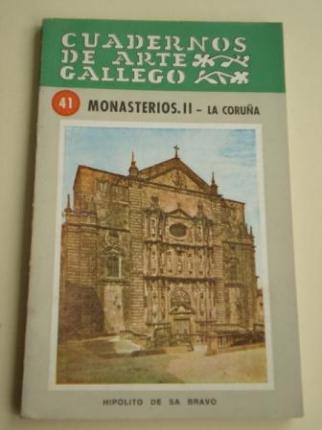 CUADERNOS
DE ARTE
GALLEGO
41 MONASTERIOS.II - LA CORUÑA
HIPOLITO DE SA BRAVO